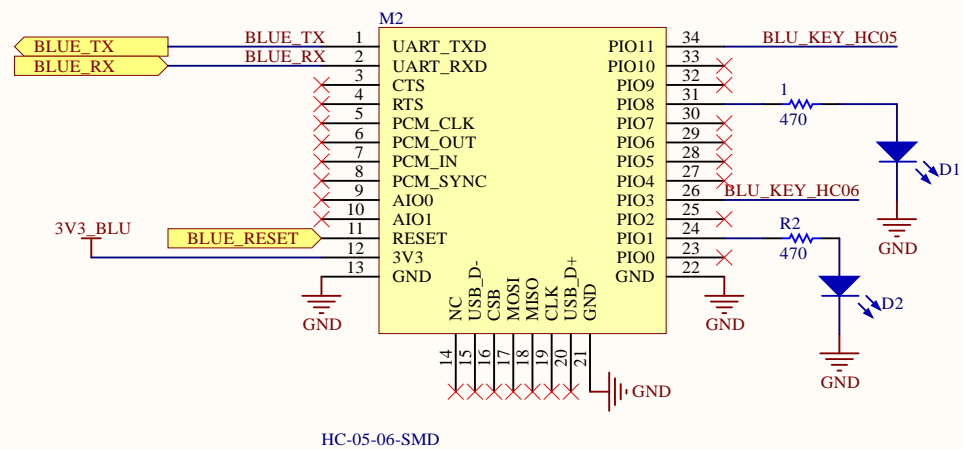 M2
BLUE_TX BLUE_TX 1 UART_TXD PIO11 34 BLU_KEY_HC05
BLUE_RX BLUE_RX 2 UART_RXD PIO10 33
3 CTS PIO9 32
4 RTS PIO8 31 1 470
5 PCM_CLK PIO7 30
6 PCM_OUT PIO6 29
7 PCM_IN PIO5 28 D1
8 PCM_SYNC PIO4 27
9 AIO0 PIO3 26 BLU_KEY_HC06
10 AIO1 PIO2 25
3V3_BLU BLUE_RESET 11 RESET PIO1 24 R2 470 GND
12 3V3 PIO0 23
13 GND GND 22
GND GND D2
NC USB_D- CSB MOSI MISO CLK USB_D+ GND
14 15 16 17 18 19 20 21
GND GND
HC-05-06-SMD